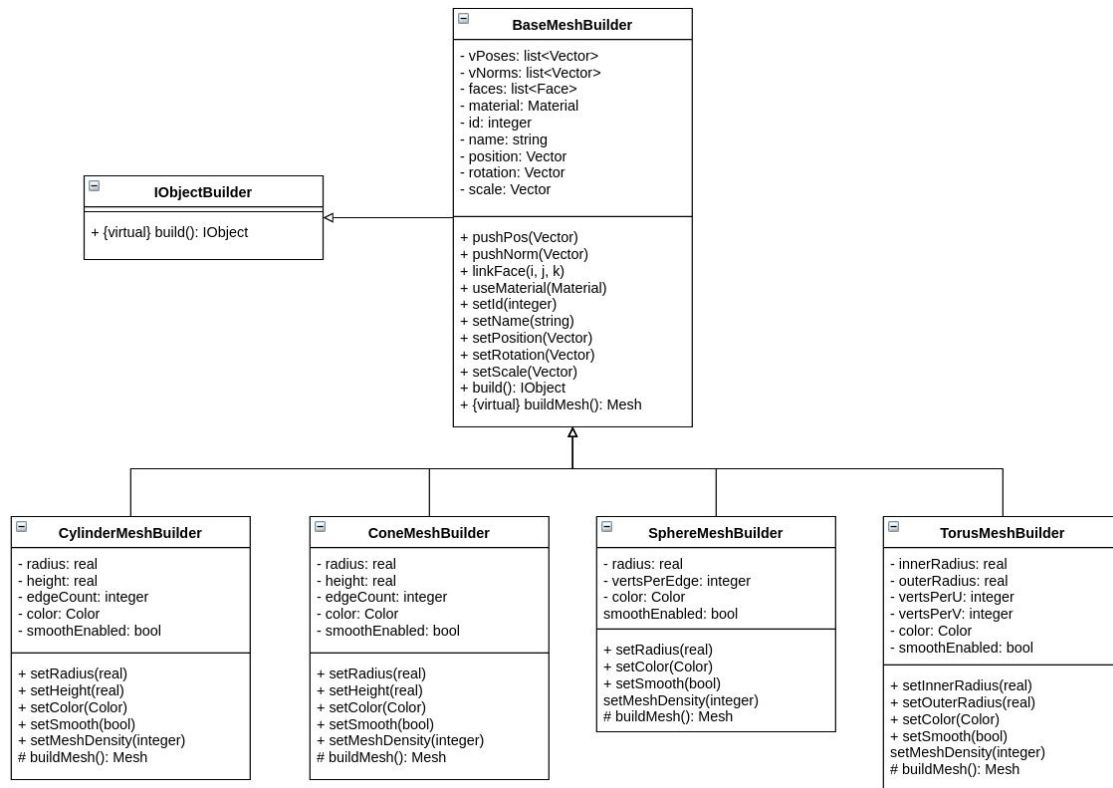 BaseMeshBuilder
- vPoses: list<Vector>
- vNorms: list<Vector>
- faces: list<Face>
- material: Material
- id: integer
- name: string
- position: Vector
- rotation: Vector
- scale: Vector
+ pushPos(Vector)
+ pushNorm(Vector)
+ linkFace(i, j, k)
+ useMaterial(Material)
+ setId(integer)
+ setName(string)
+ setPosition(Vector)
+ setRotation(Vector)
+ setScale(Vector)
+ build(): IObject
+ {virtual} buildMesh(): Mesh
IObjectBuilder
+ {virtual} build(): IObject
CylinderMeshBuilder
- radius: real
- height: real
- edgeCount: integer
- color: Color
- smoothEnabled: bool
+ setRadius(real)
+ setHeight(real)
+ setColor(Color)
+ setSmooth(bool)
+ setMeshDensity(integer)
# buildMesh(): Mesh
ConeMeshBuilder
- radius: real
- height: real
- edgeCount: integer
- color: Color
- smoothEnabled: bool
+ setRadius(real)
+ setHeight(real)
+ setColor(Color)
+ setSmooth(bool)
+ setMeshDensity(integer)
# buildMesh(): Mesh
SphereMeshBuilder
- radius: real
- vertsPerEdge: integer
- color: Color
smoothEnabled: bool
+ setRadius(real)
+ setColor(Color)
+ setSmooth(bool)
setMeshDensity(integer)
# buildMesh(): Mesh
TorusMeshBuilder
- innerRadius: real
- outerRadius: real
- vertsPerU: integer
- vertsPerV: integer
- color: Color
- smoothEnabled: bool
+ setInnerRadius(real)
+ setOuterRadius(real)
+ setColor(Color)
+ setSmooth(bool)
setMeshDensity(integer)
# buildMesh(): Mesh